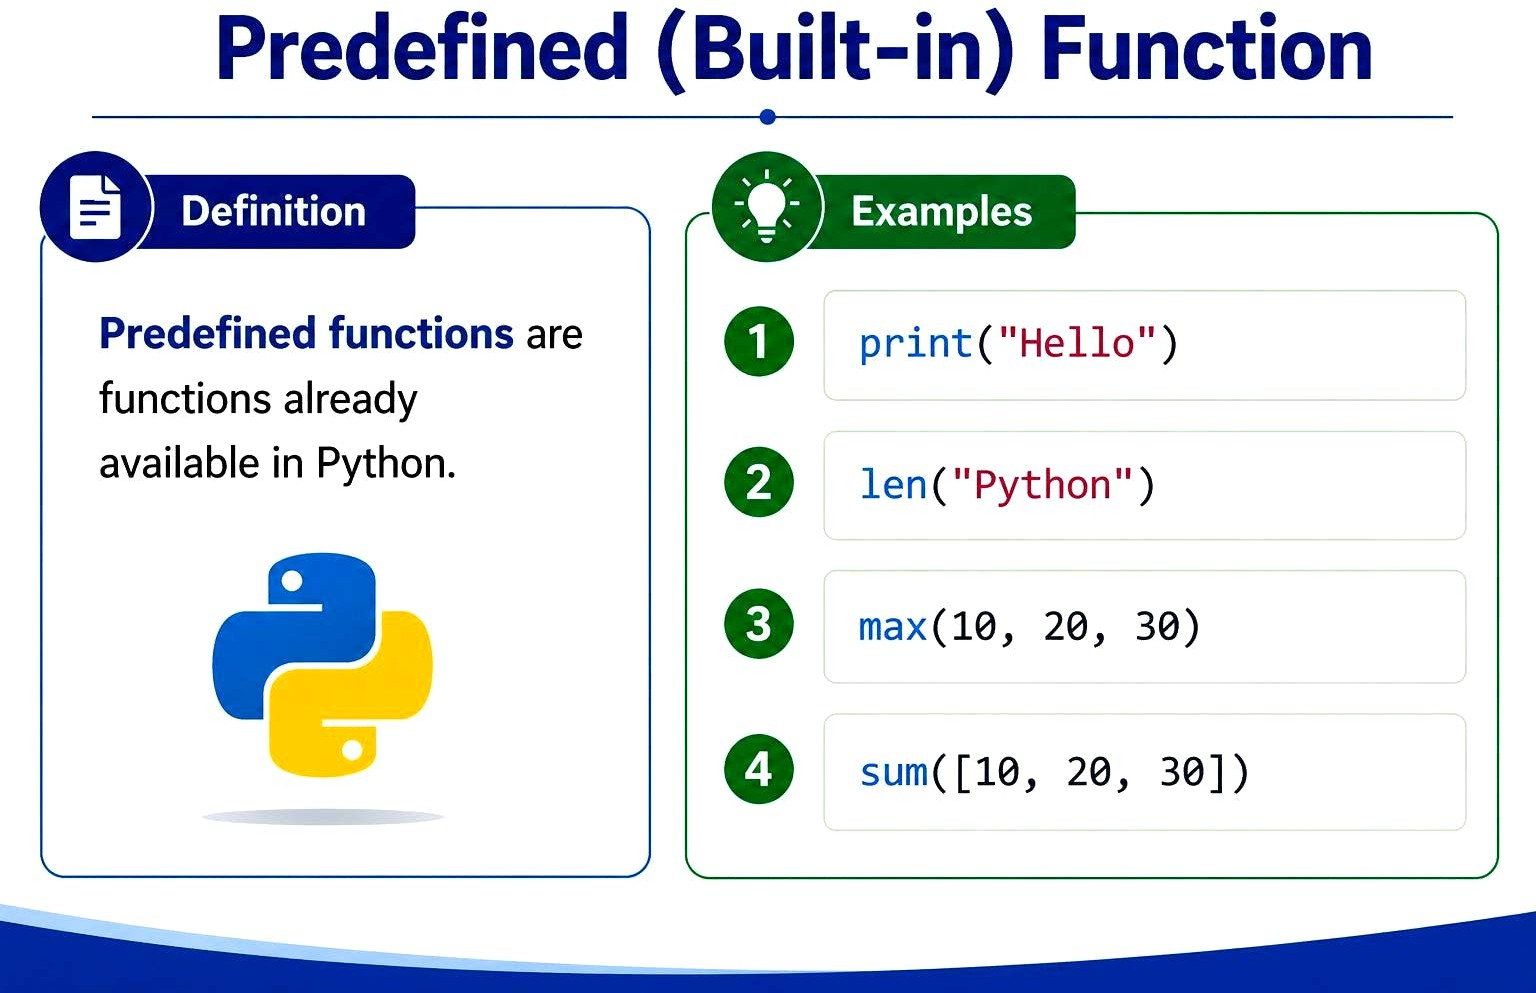 Predefined (Built-in) Function
Definition
Predefined functions are
functions already
available in Python.
Examples
1 print("Hello")
2 len("Python")
3 max(10, 20, 30)
4 sum([10, 20, 30])